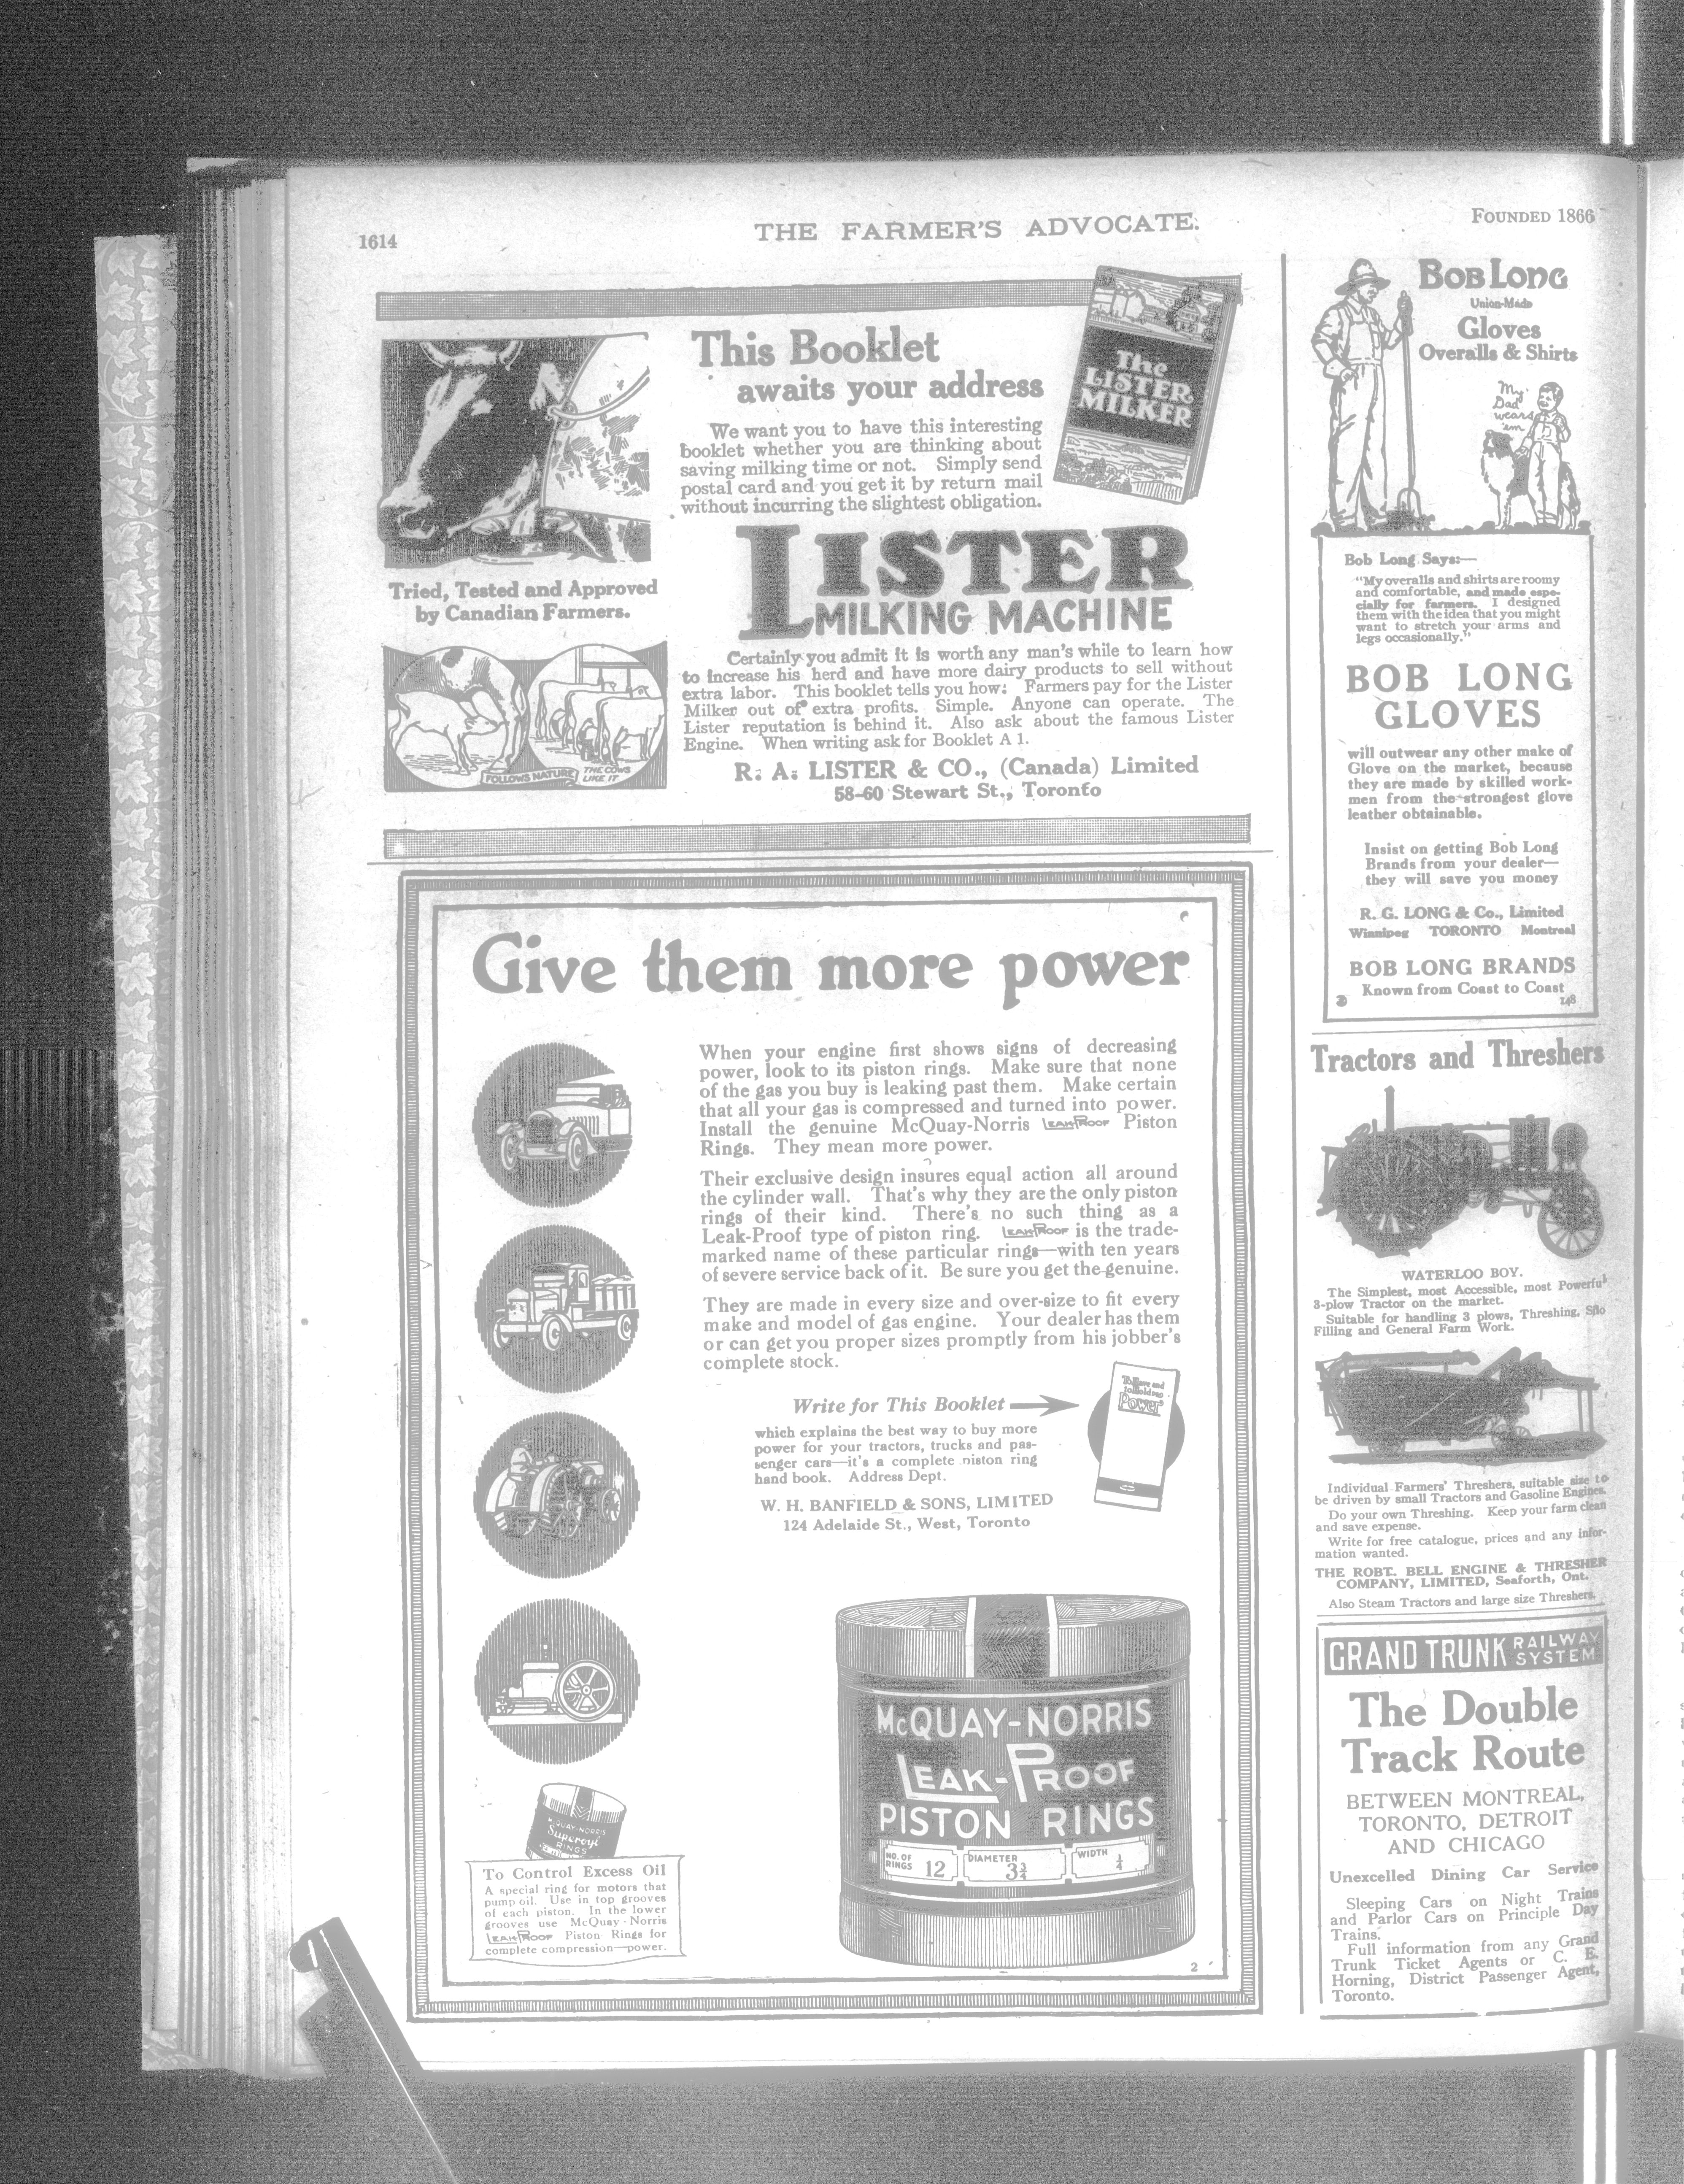 1614
THE FARMER'S ADVOCATE.
FOUNDED 1866
This Booklet
awaits your address
We want you to have this interesting
booklet whether you are thinking about
saving milking time or not. Simply send
postal card and you get it by return mail
without incurring the slightest obligation.
The
LISTER
MILKER
Tried, Tested and Approved
by Canadian Farmers.
LISTER
MILKING MACHINE
FOLLOWS NATURE
THE COWS
LIKE IT
Certainly you admit it is worth any man's while to learn how
to increase his herd and have more dairy products to sell without
extra labor. This booklet tells you how: Farmers pay for the Lister
Milker out of extra profits. Simple. Anyone can operate. The
Lister reputation is behind it. Also ask about the famous Lister
Engine. When writing ask for Booklet A 1.
R. A. LISTER & CO., (Canada) Limited
58-60 Stewart St., Toronto
Give them more power
When your engine first shows signs of decreasing
power, look to its piston rings. Make sure that none
of the gas you buy is leaking past them. Make certain
that all your gas is compressed and turned into power.
Install the genuine McQuay-Norris LEAK-PROOF Piston
Rings. They mean more power.
Their exclusive design insures equal action all around
the cylinder wall. That's why they are the only piston
rings of their kind. There's no such thing as a
Leak-Proof type of piston ring. LEAK-PROOF is the trade-
marked name of these particular rings—with ten years
of severe service back of it. Be sure you get the genuine.
They are made in every size and over-size to fit every
make and model of gas engine. Your dealer has them
or can get you proper sizes promptly from his jobber's
complete stock.
Write for This Booklet
which explains the best way to buy more
power for your tractors, trucks and pas-
senger cars—it's a complete piston ring
hand book. Address Dept.
W. H. BANFIELD & SONS, LIMITED
124 Adelaide St., West, Toronto
To Have and
to Hold
Power
McQUAY-NORRIS
LEAK-PROOF
PISTON RINGS
NO. OF
RINGS 12
DIAMETER
3¾
WIDTH ¼
McQUAY-NORRIS
Superoyl
RINGS
To Control Excess Oil
A special ring for motors that
pump oil. Use in top grooves
of each piston. In the lower
grooves use McQuay-Norris
LEAK-PROOF Piston Rings for
complete compression—power.
2
BOB LONG
Union-Made
Gloves
Overalls & Shirts
My
Dad
wears
'em
Bob Long Says:—
"My overalls and shirts are roomy
and comfortable, and made espe-
cially for farmers. I designed
them with the idea that you might
want to stretch your arms and
legs occasionally."
BOB LONG
GLOVES
will outwear any other make of
Glove on the market, because
they are made by skilled work-
men from the strongest glove
leather obtainable.
Insist on getting Bob Long
Brands from your dealer—
they will save you money
R. G. LONG & Co., Limited
Winnipeg TORONTO Montreal
BOB LONG BRANDS
Known from Coast to Coast
148
Tractors and Threshers
WATERLOO BOY.
The Simplest, most Accessible, most Powerful
3-plow Tractor on the market.
Suitable for handling 3 plows, Threshing, Silo
Filling and General Farm Work.
Individual Farmers' Threshers, suitable size to
be driven by small Tractors and Gasoline Engines.
Do your own Threshing. Keep your farm clean
and save expense.
Write for free catalogue, prices and any infor-
mation wanted.
THE ROBT. BELL ENGINE & THRESHER
COMPANY, LIMITED, Seaforth, Ont.
Also Steam Tractors and large size Threshers.
GRAND TRUNK RAILWAY
SYSTEM
The Double
Track Route
BETWEEN MONTREAL,
TORONTO, DETROIT
AND CHICAGO
Unexcelled Dining Car Service
Sleeping Cars on Night Trains
and Parlor Cars on Principle Day
Trains.
Full information from any Grand
Trunk Ticket Agents or C. E.
Horning, District Passenger Agent,
Toronto.